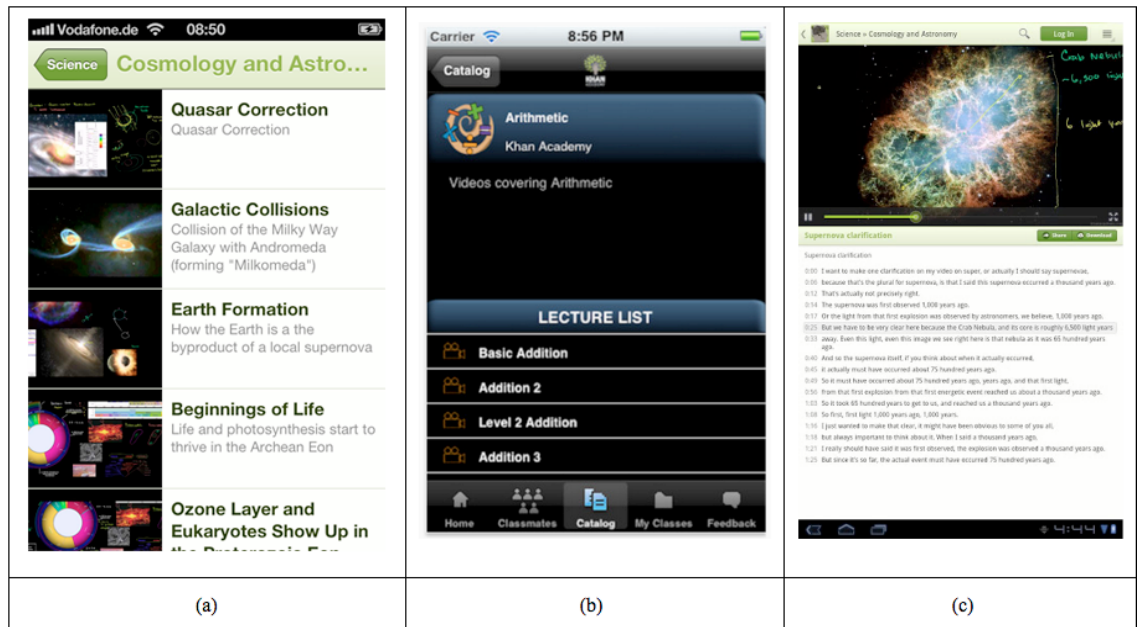 Vodafone.de 08:50
Science Cosmology and Astro...
Quasar Correction
Quasar Correction
Galactic Collisions
Collision of the Milky Way
Galaxy with Andromeda
(forming "Milkomeda")
Earth Formation
How the Earth is a the
byproduct of a local supernova
Beginnings of Life
Life and photosynthesis start to
thrive in the Archean Eon
Ozone Layer and
Eukaryotes Show Up in
the Proterozoic Eon
(a)
Carrier 8:56 PM
Catalog
KHAN
Arithmetic
Khan Academy
Videos covering Arithmetic
LECTURE LIST
Basic Addition
Addition 2
Level 2 Addition
Addition 3
Home Classmates Catalog My Classes Feedback
(b)
Science » Cosmology and Astronomy Log In
Crab Nebul
~6,500
6 light
Supernova clarification Share Download
Supernova clarification
0:00 I want to make one clarification on my video on super, or actually I should say supernovae,
0:06 because that's the plural for supernova, is that I said this supernova occurred a thousand years ago.
0:12 That's actually not precisely right.
0:14 The supernova was first observed 1,000 years ago.
0:17 Or the light from that first explosion was observed by astronomers, we believe, 1,000 years ago.
0:25 But we have to be very clear here because the Crab Nebula, and its core is roughly 6,500 light years
0:33 away. Even this light, even this image we see right here is that nebula as it was 65 hundred years
ago.
0:40 And so the supernova itself, if you think about when it actually occurred,
0:45 it actually must have occurred about 75 hundred years ago.
0:49 So it must have occurred about 75 hundred years ago, years ago, and that first light,
0:56 from that first explosion from that first energetic event reached us about a thousand years ago.
1:03 So it took 65 hundred years to get to us, and reached us a thousand years ago.
1:08 So first, first light 1,000 years ago, 1,000 years.
1:16 I just wanted to make that clear, it might have been obvious to some of you all,
1:18 but always important to think about it. When I said a thousand years ago,
1:21 I really should have said it was first observed, the explosion was observed a thousand years ago.
1:25 But since it's so far, the actual event must have occurred 75 hundred years ago.
4:44
(c)